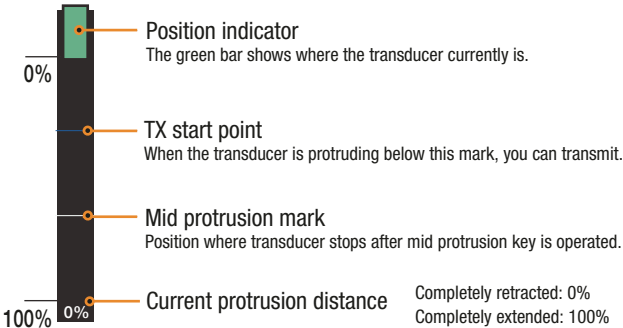 Position indicator
The green bar shows where the transducer currently is.
0%
TX start point
When the transducer is protruding below this mark, you can transmit.
Mid protrusion mark
Position where transducer stops after mid protrusion key is operated.
Current protrusion distance
Completely retracted: 0%
Completely extended: 100%
100%
0%